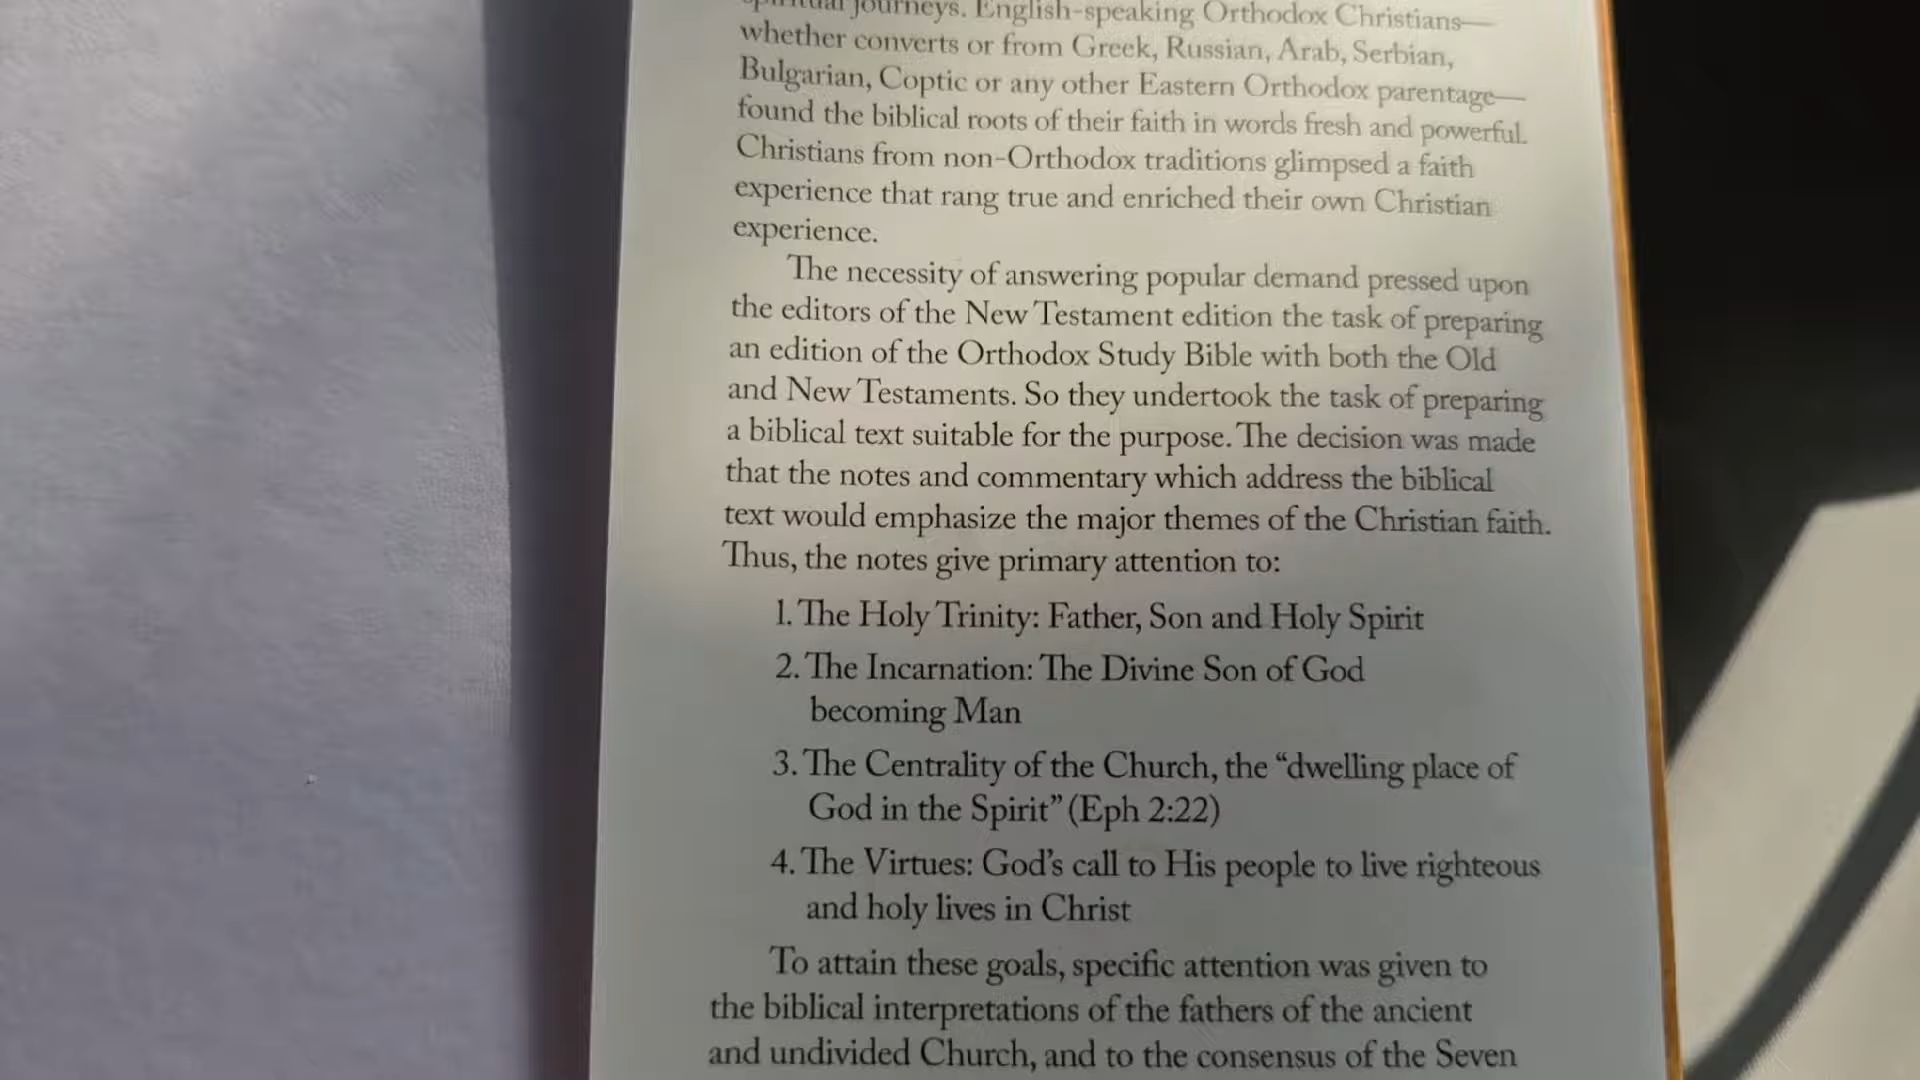 spiritual journeys. English-speaking Orthodox Christians—
whether converts or from Greek, Russian, Arab, Serbian,
Bulgarian, Coptic or any other Eastern Orthodox parentage—
found the biblical roots of their faith in words fresh and powerful.
Christians from non-Orthodox traditions glimpsed a faith
experience that rang true and enriched their own Christian
experience.
The necessity of answering popular demand pressed upon
the editors of the New Testament edition the task of preparing
an edition of the Orthodox Study Bible with both the Old
and New Testaments. So they undertook the task of preparing
a biblical text suitable for the purpose. The decision was made
that the notes and commentary which address the biblical
text would emphasize the major themes of the Christian faith.
Thus, the notes give primary attention to:
1. The Holy Trinity: Father, Son and Holy Spirit
2. The Incarnation: The Divine Son of God
becoming Man
3. The Centrality of the Church, the “dwelling place of
God in the Spirit” (Eph 2:22)
4. The Virtues: God’s call to His people to live righteous
and holy lives in Christ
To attain these goals, specific attention was given to
the biblical interpretations of the fathers of the ancient
and undivided Church, and to the consensus of the Seven